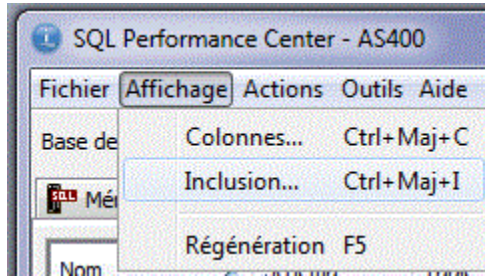 SQL Performance Center - AS400
Fichier Affichage Actions Outils Aide
Base de
Colonnes... Ctrl+Maj+C
Inclusion... Ctrl+Maj+I
Régénération F5
Nom